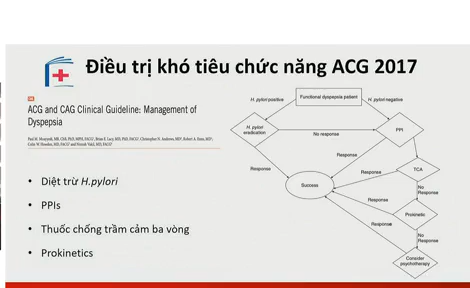 Điều trị khó tiêu chức năng ACG 2017
ACG and CAG Clinical Guideline: Management of
Dyspepsia
• Diệt trừ H.pylori
• PPIs
• Thuốc chống trầm cảm ba vòng
• Prokinetics
Functional dyspepsia patient
H. pylori positive
H. pylori negative
H. pylori
eradication
No response
PPI
Response
Response
Success
TCA
Response
No
Response
Prokinetic
Response
No
Response
Response
Consider
psychotherapy